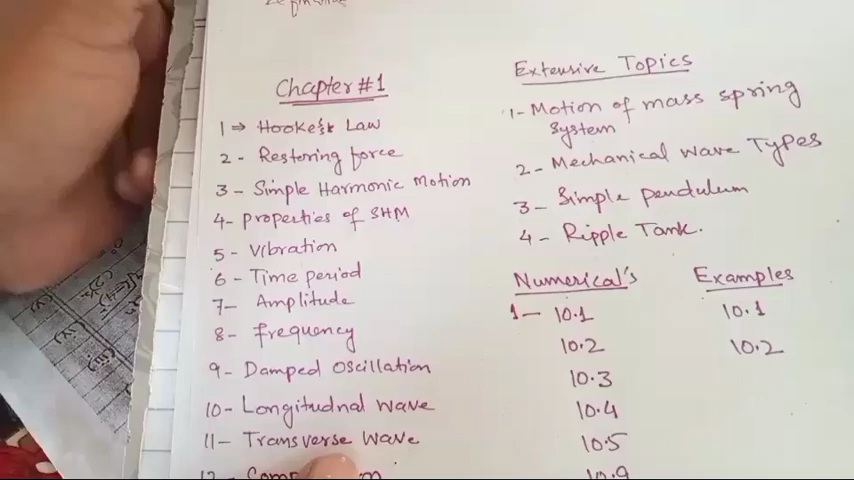 Chapter #1
1 ⇒ Hooke's Law
2 - Restoring force
3 - Simple Harmonic Motion
4 - properties of SHM
5 - vibration
6 - Time period
7 - Amplitude
8 - frequency
9 - Damped Oscillation
10 - Longitudnal wave
11 - Transverse wave
12 -
Extensive Topics
1 - Motion of mass spring
system
2 - Mechanical wave Types
3 - Simple pendulum
4 - Ripple Tank.
Numerical's
1 - 10.1
10.2
10.3
10.4
10.5
10.9
Examples
10.1
10.2